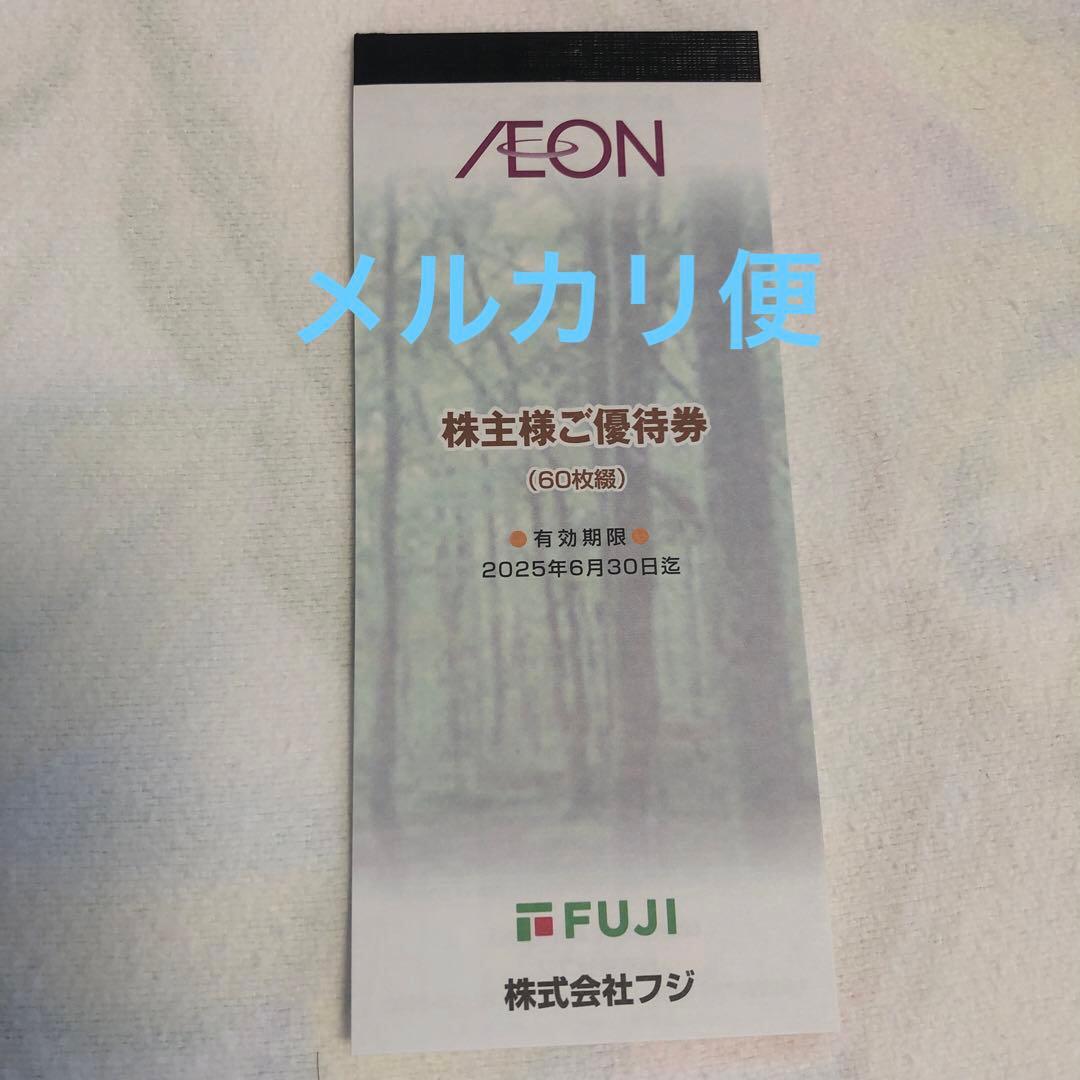 ÆON
メルカリ便
株主様ご優待券
(60枚綴)
●有効期限●
2025年6月30日迄
FUJI
株式会社フジ